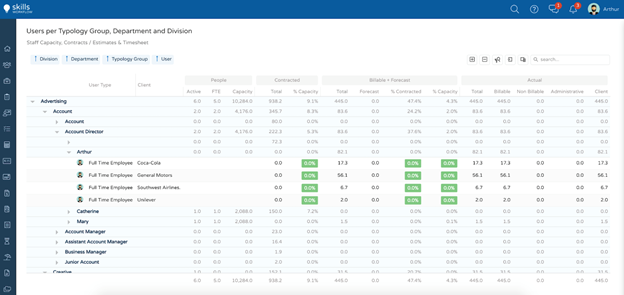 skills
WORKFLOW
1
3
Arthur
Users per Typology Group, Department and Division
Staff Capacity, Contracts / Estimates & Timesheet
Division Department Typology Group User
search...
People Contracted Billable + Forecast Actual
User Type Client Active FTE Capacity Total % Capacity Total Forecast % Contracted % Capacity Total Billable Non Billable Administrative Client
Advertising 6.0 6.0 10,284.0 938.2 9.1% 445.0 0.0 47.4% 4.3% 445.0 445.0 0.0 0.0 445.0
Account 2.0 2.0 4,176.0 345.7 8.3% 83.6 0.0 24.2% 2.0% 83.6 83.6 0.0 0.0 83.6
Account 0.0 0.0 0.0 80.0 0.0% 0.0 0.0 0.0% 0.0% 0.0 0.0 0.0 0.0 0.0
Account Director 2.0 2.0 4,176.0 222.3 5.3% 83.6 0.0 37.6% 2.0% 83.6 83.6 0.0 0.0 83.6
0.0 0.0 0.0 72.3 0.0% 0.0 0.0 0.0% 0.0% 0.0 0.0 0.0 0.0 0.0
Arthur 0.0 0.0 0.0 0.0 0.0% 82.1 0.0 0.0% 0.0% 82.1 82.1 0.0 0.0 82.1
Full Time Employee Coca-Cola 0.0 0.0% 17.3 0.0 0.0% 0.0% 17.3 17.3 0.0 0.0 17.3
Full Time Employee General Motors 0.0 0.0% 56.1 0.0 0.0% 0.0% 56.1 56.1 0.0 0.0 56.1
Full Time Employee Southwest Airlines. 0.0 0.0% 6.7 0.0 0.0% 0.0% 6.7 6.7 0.0 0.0 6.7
Full Time Employee Unilever 0.0 0.0% 2.0 0.0 0.0% 0.0% 2.0 2.0 0.0 0.0 2.0
Catherine 1.0 1.0 2,088.0 150.0 7.2% 0.0 0.0 0.0% 0.0% 0.0 0.0 0.0 0.0 0.0
Mary 1.0 1.0 2,088.0 0.0 0.0% 1.5 0.0 0.0% 0.1% 1.5 1.5 0.0 0.0 1.5
Account Manager 0.0 0.0 0.0 23.0 0.0% 0.0 0.0 0.0% 0.0% 0.0 0.0 0.0 0.0 0.0
Assistant Account Manager 0.0 0.0 0.0 16.4 0.0% 0.0 0.0 0.0% 0.0% 0.0 0.0 0.0 0.0 0.0
Business Manager 0.0 0.0 0.0 1.9 0.0% 0.0 0.0 0.0% 0.0% 0.0 0.0 0.0 0.0 0.0
Junior Account 0.0 0.0 0.0 2.0 0.0% 0.0 0.0 0.0% 0.0% 0.0 0.0 0.0 0.0 0.0
Creative
6.0 6.0 10,284.0 938.2 9.1% 445.0 0.0 47.4% 4.3% 445.0 445.0 0.0 0.0 445.0